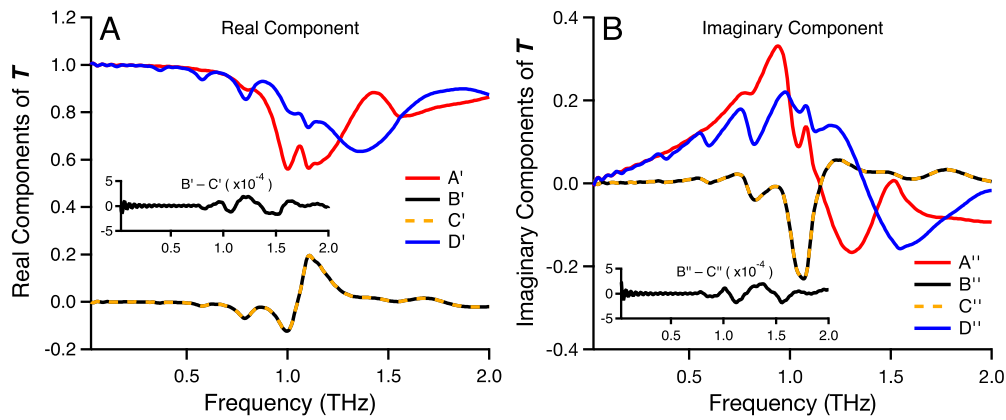 A
Real Component
Real Components of T
1.2
1.0
0.8
0.6
0.4
0.2
0.0
-0.2
B' – C' ( x10-4)
5
0
-5
0.5
1.0
1.5
2.0
A'
B'
C'
D'
0.5
1.0
1.5
2.0
Frequency (THz)
B
Imaginary Component
Imaginary Components of T
0.4
0.2
0.0
-0.2
-0.4
B'' – C'' ( x10-4)
5
0
-5
0.5
1.0
1.5
2.0
A''
B''
C''
D''
0.5
1.0
1.5
2.0
Frequency (THz)